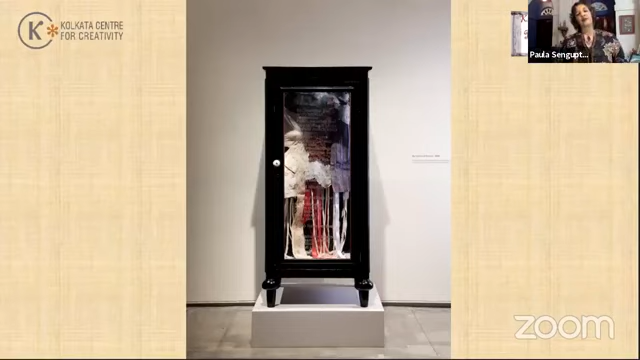 KOLKATA CENTRE
FOR CREATIVITY
K
Paula Sengupt...
zoom